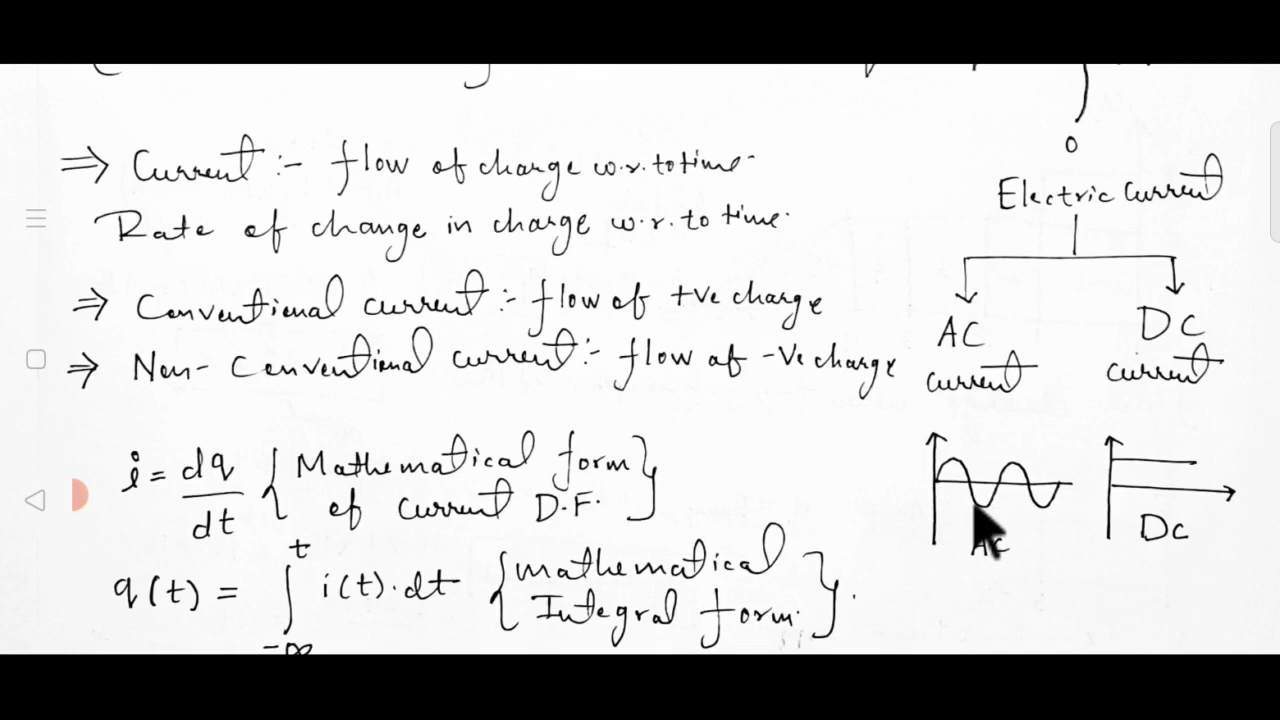 ⇒ Current :- flow of charge w.r. to time.
Rate of change in charge w.r. to time.
⇒ Conventional current :- flow of +ve charge
⇒ Non-Conventional current :- flow of -ve charge
i = dq/dt { Mathematical form of current D.F. }
q(t) = ∫_{-∞}^{t} i(t).dt { Mathematical Integral form. }
Electric Current
AC current
DC current
AC
DC